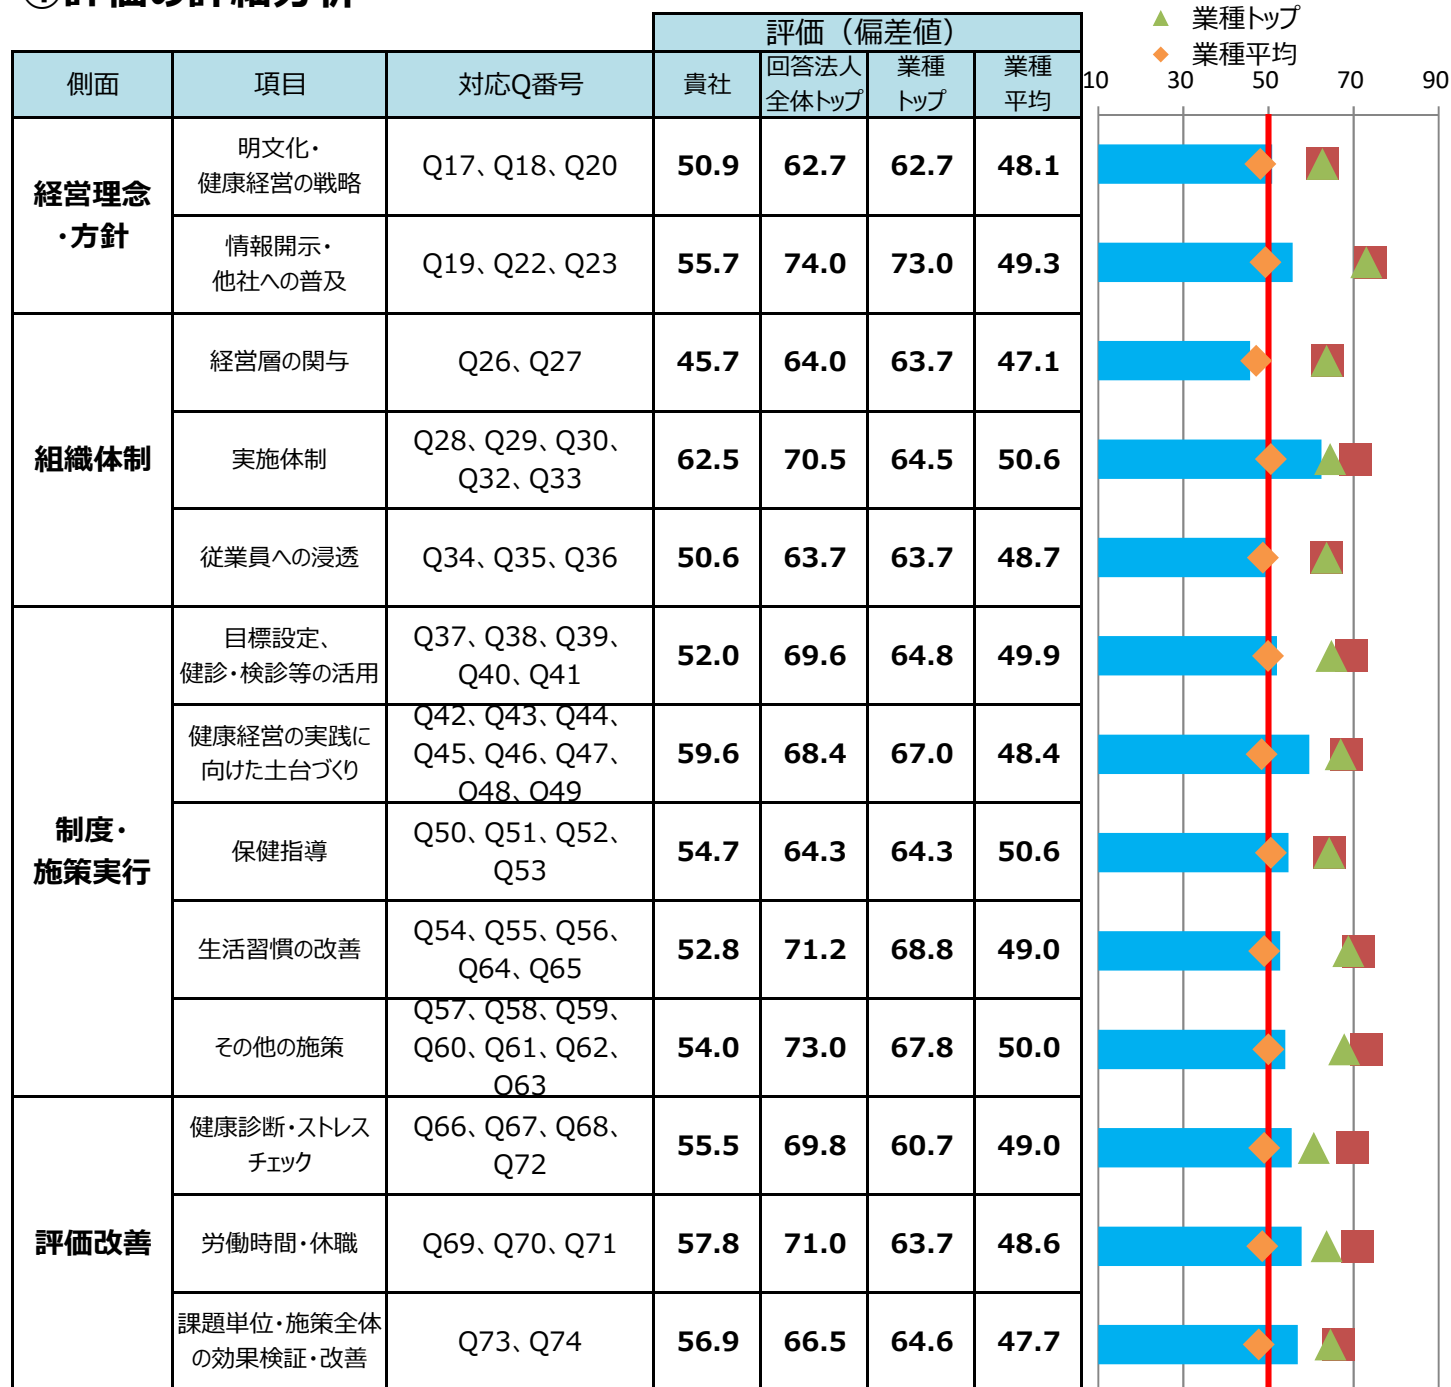 ①評価の詳細分析
▲ 業種トップ
◆ 業種平均
評価（偏差値）
側面 項目 対応Q番号 貴社 回答法人 業種 業種
全体トップ トップ 平均
10 30 50 70 90
経営理念
・方針
明文化・
健康経営の戦略
Q17、Q18、Q20 50.9 62.7 62.7 48.1
情報開示・
他社への普及
Q19、Q22、Q23 55.7 74.0 73.0 49.3
組織体制
経営層の関与 Q26、Q27 45.7 64.0 63.7 47.1
実施体制
Q28、Q29、Q30、
Q32、Q33
62.5 70.5 64.5 50.6
従業員への浸透 Q34、Q35、Q36 50.6 63.7 63.7 48.7
制度・
施策実行
目標設定、
健診・検診等の活用
Q37、Q38、Q39、
Q40、Q41
52.0 69.6 64.8 49.9
健康経営の実践に
向けた土台づくり
Q42、Q43、Q44、
Q45、Q46、Q47、
Q48、Q49
59.6 68.4 67.0 48.4
保健指導
Q50、Q51、Q52、
Q53
54.7 64.3 64.3 50.6
生活習慣の改善
Q54、Q55、Q56、
Q64、Q65
52.8 71.2 68.8 49.0
その他の施策
Q57、Q58、Q59、
Q60、Q61、Q62、
Q63
54.0 73.0 67.8 50.0
評価改善
健康診断・ストレス
チェック
Q66、Q67、Q68、
Q72
55.5 69.8 60.7 49.0
労働時間・休職 Q69、Q70、Q71 57.8 71.0 63.7 48.6
課題単位・施策全体
の効果検証・改善
Q73、Q74 56.9 66.5 64.6 47.7